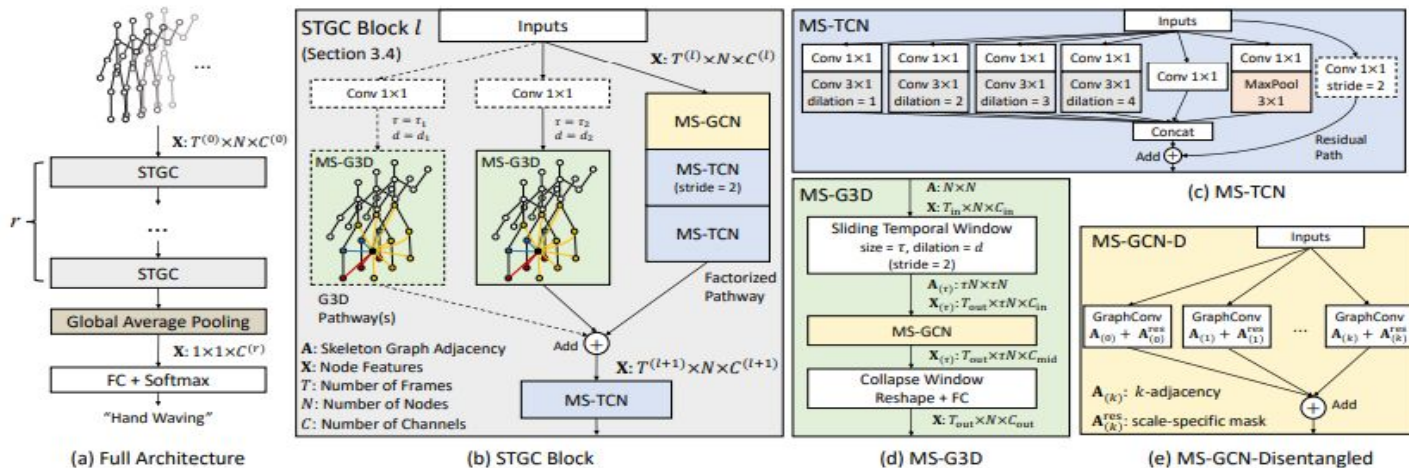 ...
X: T^(0)×N×C^(0)
STGC
...
r
STGC
Global Average Pooling
X: 1×1×C^(r)
FC + Softmax
"Hand Waving"
(a) Full Architecture
STGC Block l
(Section 3.4)
Inputs
X: T^(l)×N×C^(l)
Conv 1×1
Conv 1×1
τ = τ₁
d = d₁
τ = τ₂
d = d₂
MS-G3D
MS-G3D
MS-GCN
MS-TCN
(stride = 2)
MS-TCN
G3D
Pathway(s)
Factorized
Pathway
Add
+
A: Skeleton Graph Adjacency
X: Node Features
T: Number of Frames
N: Number of Nodes
C: Number of Channels
X: T^(l+1)×N×C^(l+1)
MS-TCN
(b) STGC Block
MS-TCN
Inputs
Conv 1×1
Conv 3×1
dilation = 1
Conv 1×1
Conv 3×1
dilation = 2
Conv 1×1
Conv 3×1
dilation = 3
Conv 1×1
Conv 3×1
dilation = 4
Conv 1×1
Conv 1×1
MaxPool
3×1
Conv 1×1
stride = 2
Concat
Add
+
Residual
Path
(c) MS-TCN
MS-G3D
A: N×N
X: T_in×N×C_in
Sliding Temporal Window
size = τ, dilation = d
(stride = 2)
A_(τ): τN×τN
X_(τ): T_out×τN×C_in
MS-GCN
X_(τ): T_out×τN×C_mid
Collapse Window
Reshape + FC
X: T_out×N×C_out
(d) MS-G3D
MS-GCN-D
Inputs
GraphConv
A_(0) + A_(0)^res
GraphConv
A_(1) + A_(1)^res
...
GraphConv
A_(k) + A_(k)^res
A_(k): k-adjacency
A_(k)^res: scale-specific mask
Add
+
(e) MS-GCN-Disentangled